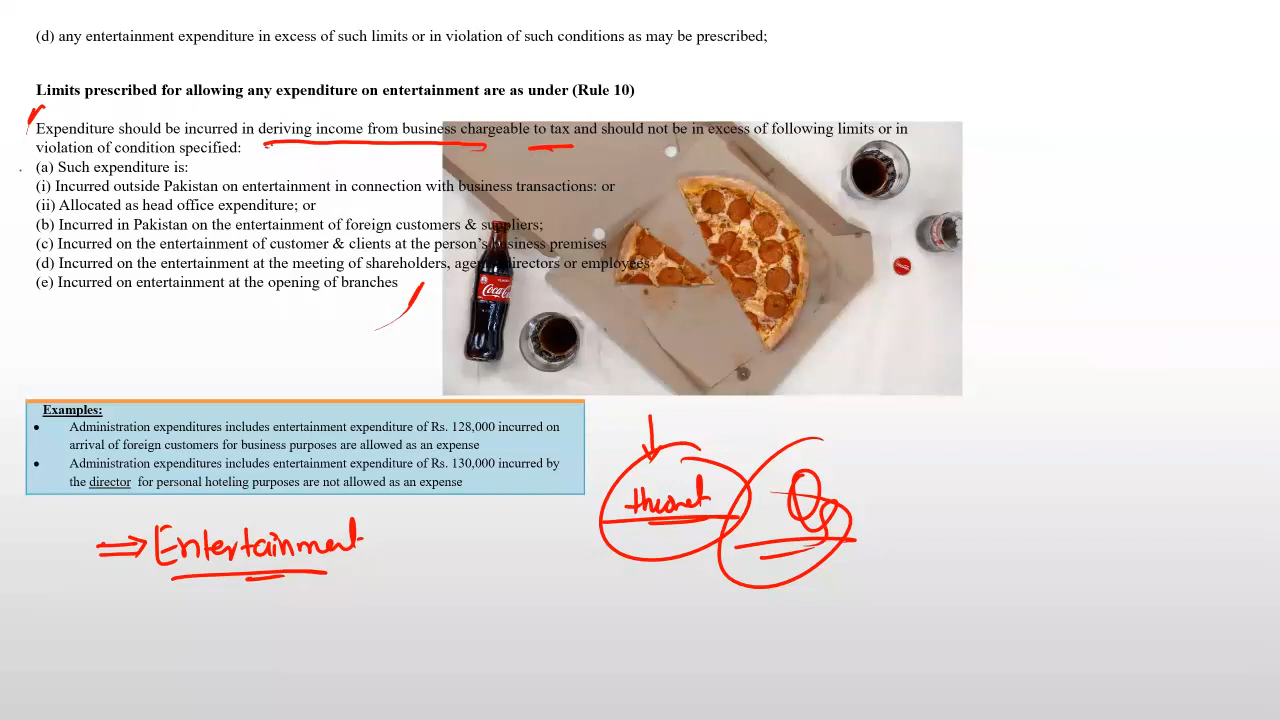 (d) any entertainment expenditure in excess of such limits or in violation of such conditions as may be prescribed;
Limits prescribed for allowing any expenditure on entertainment are as under (Rule 10)
Expenditure should be incurred in deriving income from business chargeable to tax and should not be in excess of following limits or in
violation of condition specified:
(a) Such expenditure is:
(i) Incurred outside Pakistan on entertainment in connection with business transactions: or
(ii) Allocated as head office expenditure; or
(b) Incurred in Pakistan on the entertainment of foreign customers & suppliers;
(c) Incurred on the entertainment of customer & clients at the person's business premises
(d) Incurred on the entertainment at the meeting of shareholders, agents, directors or employees
(e) Incurred on entertainment at the opening of branches
Coca-Cola
Examples:
• Administration expenditures includes entertainment expenditure of Rs. 128,000 incurred on
arrival of foreign customers for business purposes are allowed as an expense
• Administration expenditures includes entertainment expenditure of Rs. 130,000 incurred by
the director for personal hoteling purposes are not allowed as an expense
⇒ Entertainment